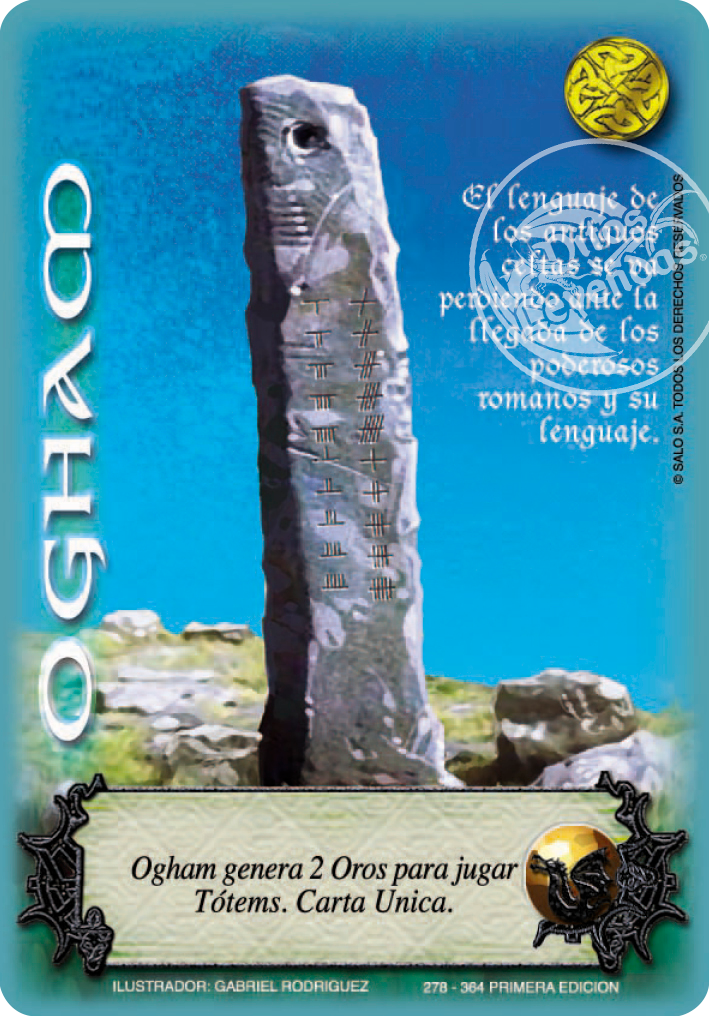 OGHAM
El lenguaje de
los antiguos
celtas se va
perdiendo ante la
llegada de los
poderosos
romanos y su
lenguaje.
Mitos
y Leyendas
©
© SALO S.A. TODOS LOS DERECHOS RESERVADOS
Ogham genera 2 Oros para jugar
Tótems. Carta Unica.
ILUSTRADOR: GABRIEL RODRIGUEZ 278 - 364 PRIMERA EDICION